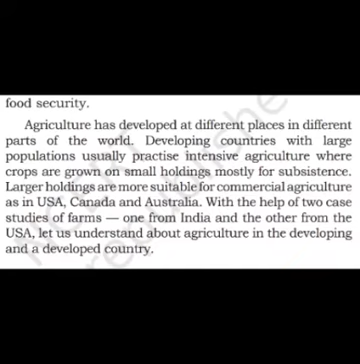 food security.
Agriculture has developed at different places in different
parts of the world. Developing countries with large
populations usually practise intensive agriculture where
crops are grown on small holdings mostly for subsistence.
Larger holdings are more suitable for commercial agriculture
as in USA, Canada and Australia. With the help of two case
studies of farms — one from India and the other from the
USA, let us understand about agriculture in the developing
and a developed country.